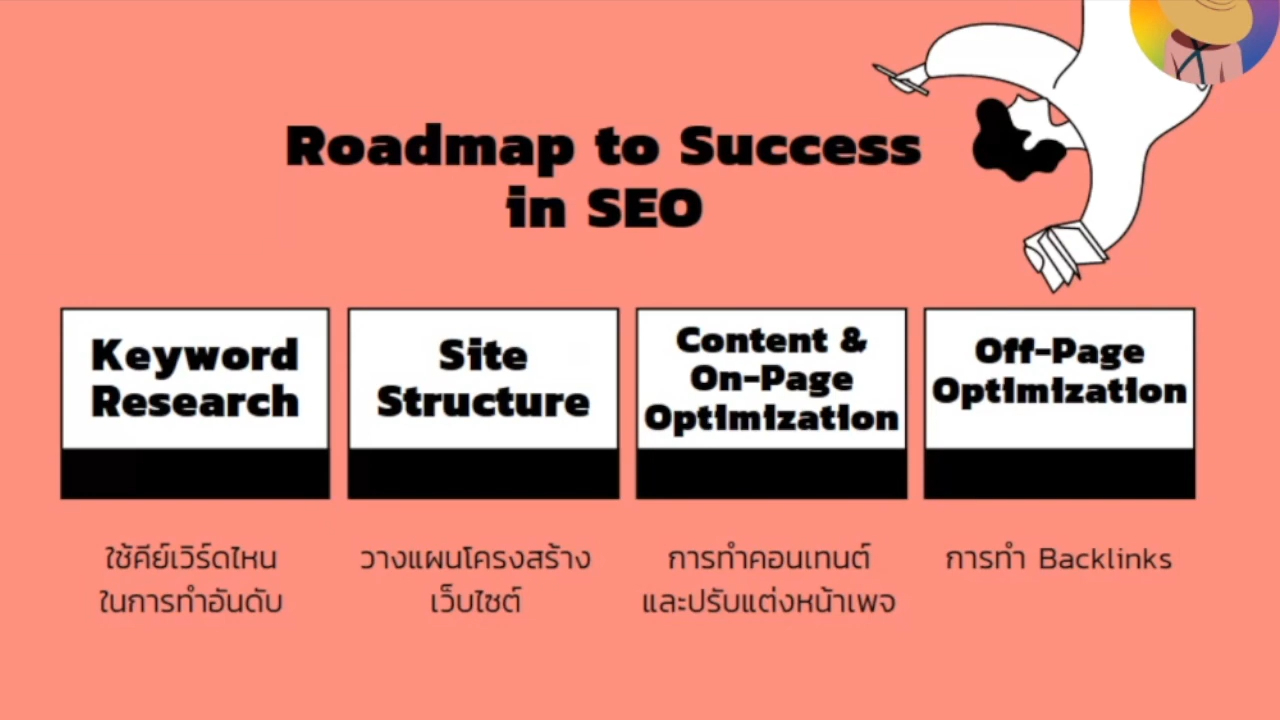 Roadmap to Success
in SEO
Keyword
Research
ใช้คีย์เวิร์ดไหน
ในการทำอันดับ
Site
Structure
วางแผนโครงสร้าง
เว็บไซต์
Content &
On-Page
Optimization
การทำคอนเทนต์
และปรับแต่งหน้าเพจ
Off-Page
Optimization
การทำ Backlinks